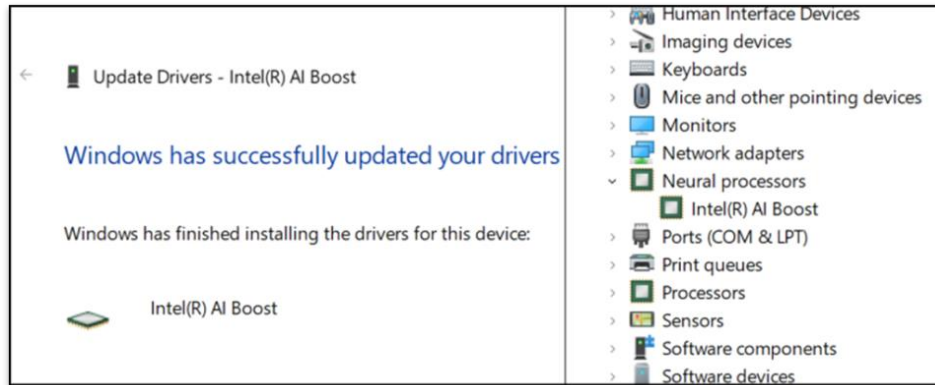 Update Drivers - Intel(R) AI Boost
Windows has successfully updated your drivers
Windows has finished installing the drivers for this device:
Intel(R) AI Boost
Human Interface Devices
Imaging devices
Keyboards
Mice and other pointing devices
Monitors
Network adapters
Neural processors
Intel(R) AI Boost
Ports (COM & LPT)
Print queues
Processors
Sensors
Software components
Software devices